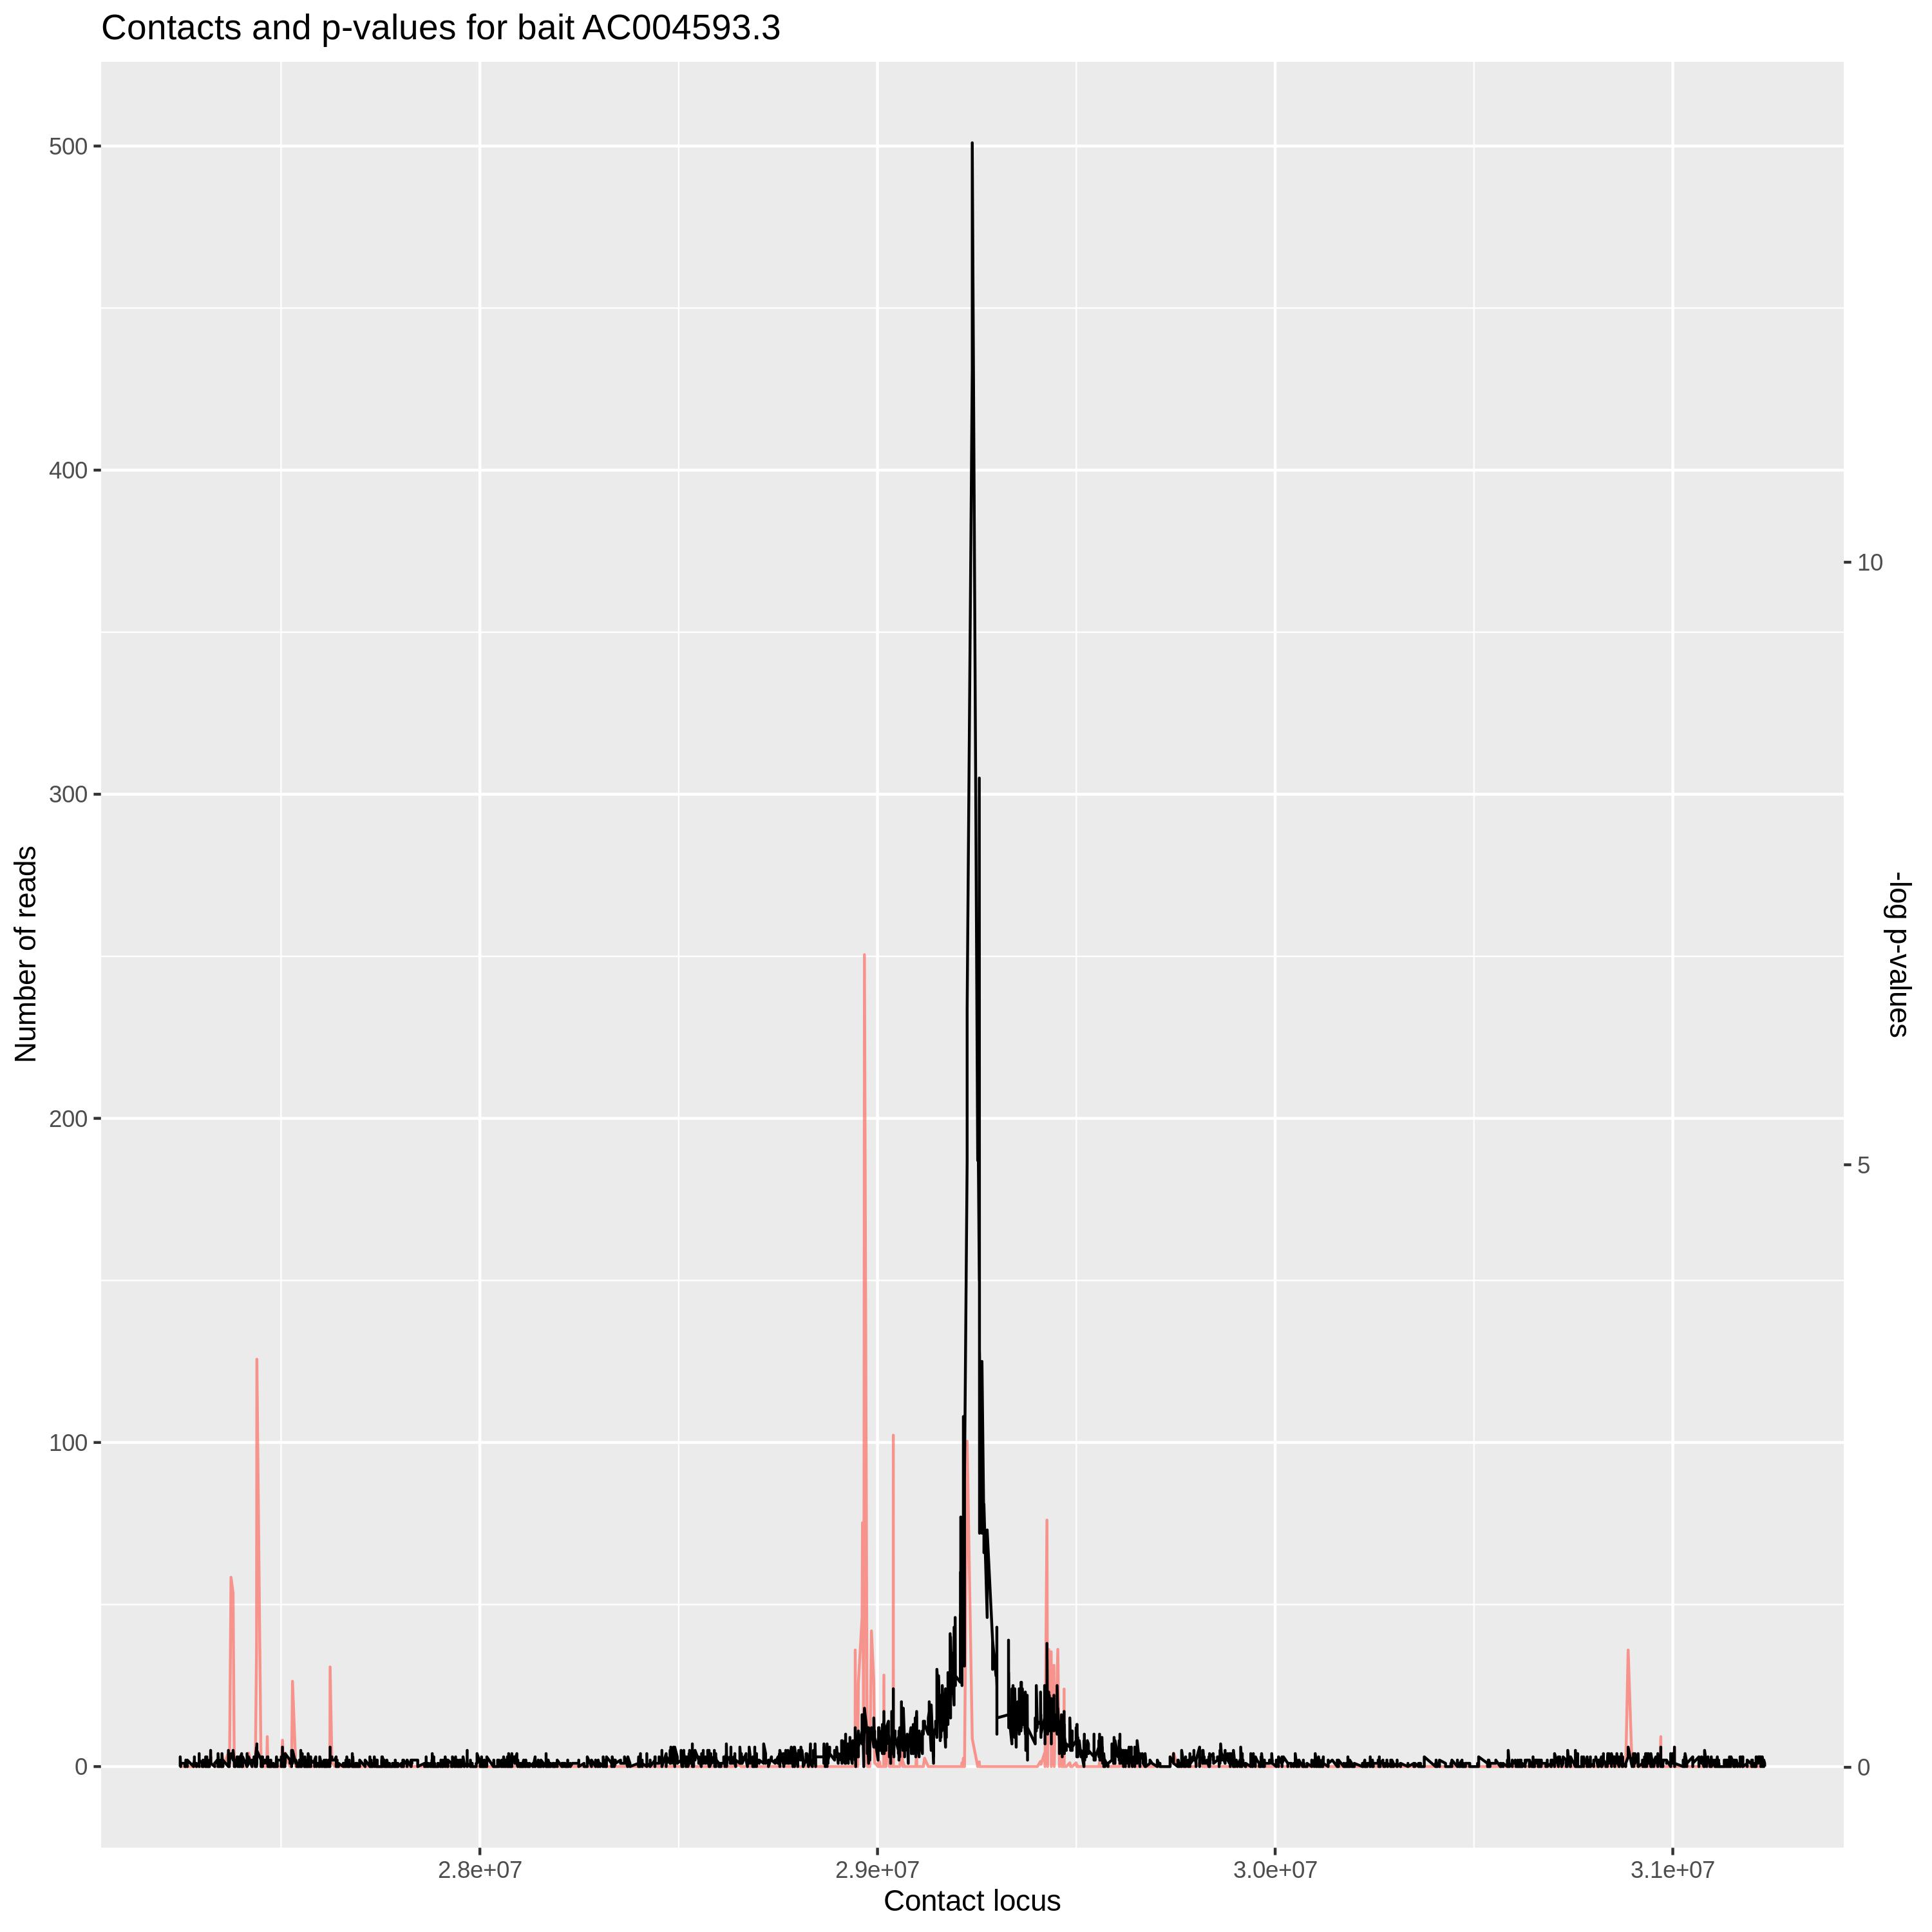 Contacts and p-values for bait AC004593.3
500
400
300
200
100
0
Number of reads
10
5
0
-log p-values
2.8e+07
2.9e+07
3.0e+07
3.1e+07
Contact locus